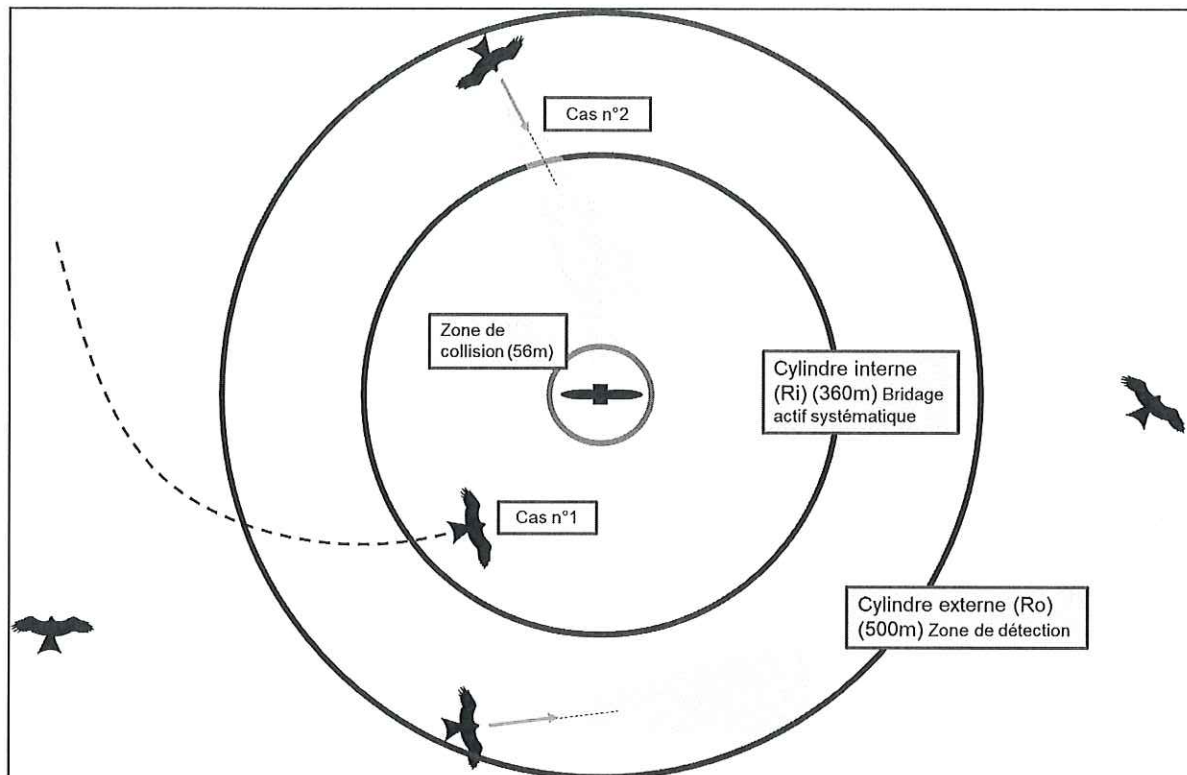 Cas n°2
Zone de
collision (56m)
Cylindre interne
(Ri) (360m) Bridage
actif systématique
Cas n°1
Cylindre externe (Ro)
(500m) Zone de détection